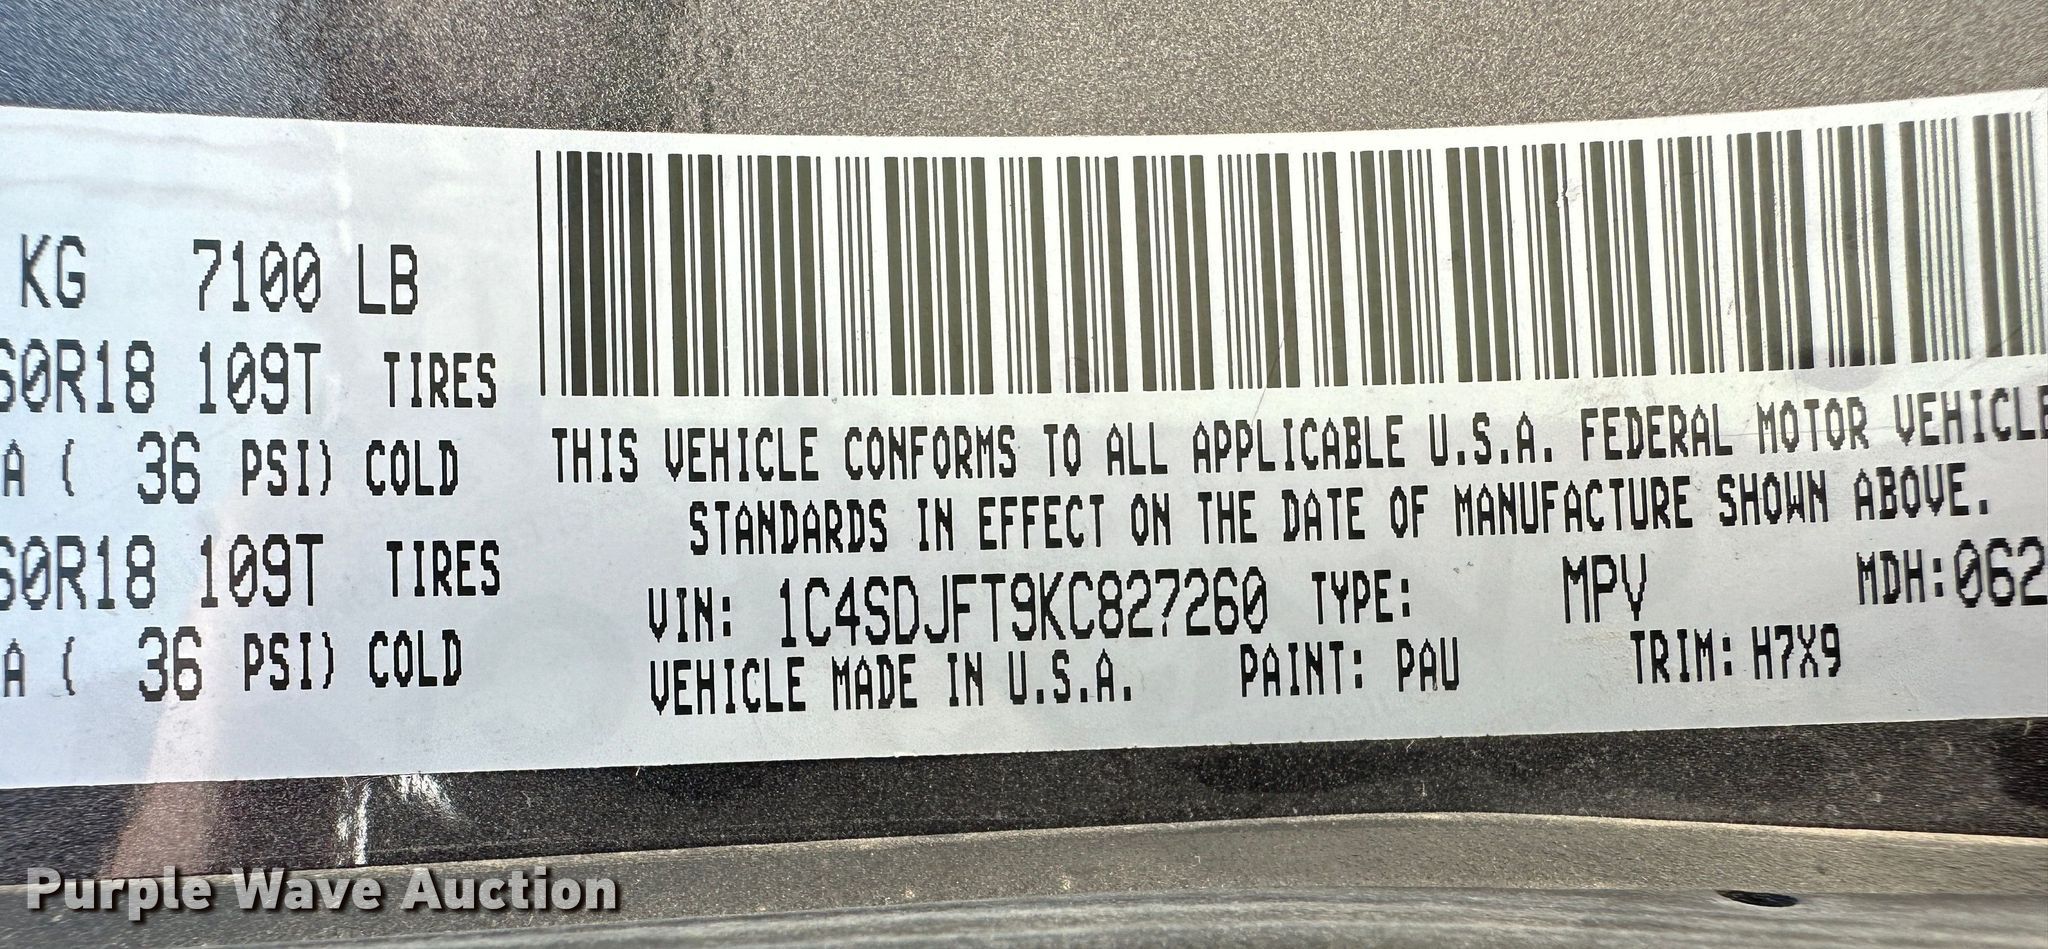 KG 7100 LB
60R18 109T TIRES
A ( 36 PSI) COLD
60R18 109T TIRES
A ( 36 PSI) COLD
THIS VEHICLE CONFORMS TO ALL APPLICABLE U.S.A. FEDERAL MOTOR VEHICLE
STANDARDS IN EFFECT ON THE DATE OF MANUFACTURE SHOWN ABOVE.
VIN: 1C4SDJFT9KC827260 TYPE: MPV MDH:062
VEHICLE MADE IN U.S.A. PAINT: PAU TRIM: H7X9
Purple Wave Auction